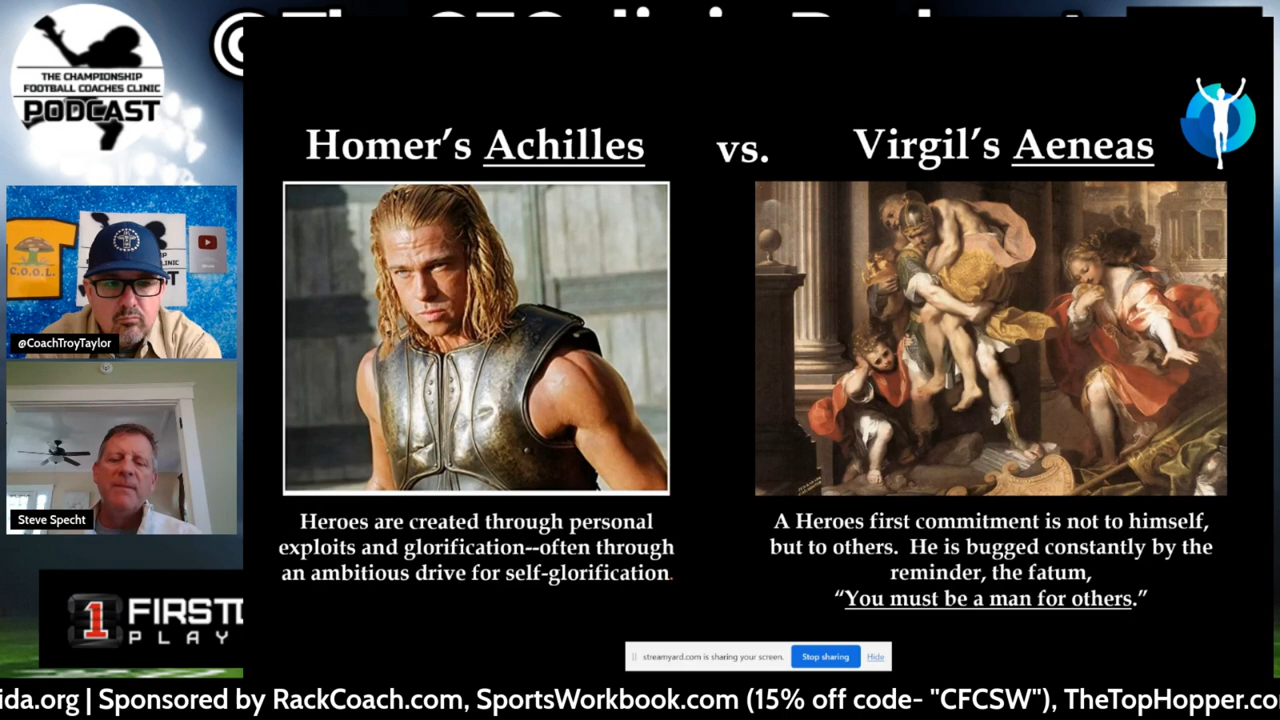 THE CHAMPIONSHIP
FOOTBALL COACHES CLINIC
PODCAST
Homer's Achilles
vs.
Virgil's Aeneas
C.O.O.L.
@CoachTroyTaylor
Steve Specht
Heroes are created through personal
exploits and glorification--often through
an ambitious drive for self-glorification.
A Heroes first commitment is not to himself,
but to others. He is bugged constantly by the
reminder, the fatum,
“You must be a man for others.”
1 FIRST
PLAY
streamyard.com is sharing your screen.
Stop sharing
Hide
ida.org | Sponsored by RackCoach.com, SportsWorkbook.com (15% off code- "CFCSW"), TheTopHopper.co